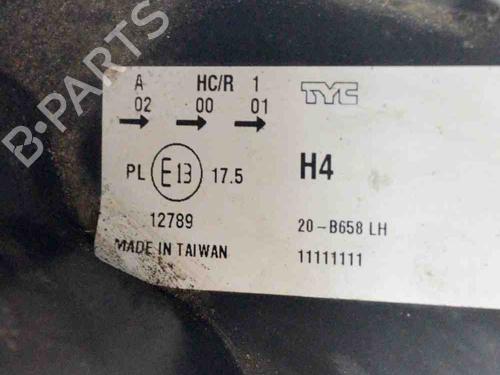 A HC/R 1 TYC
02 00 01
PL E13 17.5 H4
12789 20-B658 LH
MADE IN TAIWAN 11111111
B-PARTS